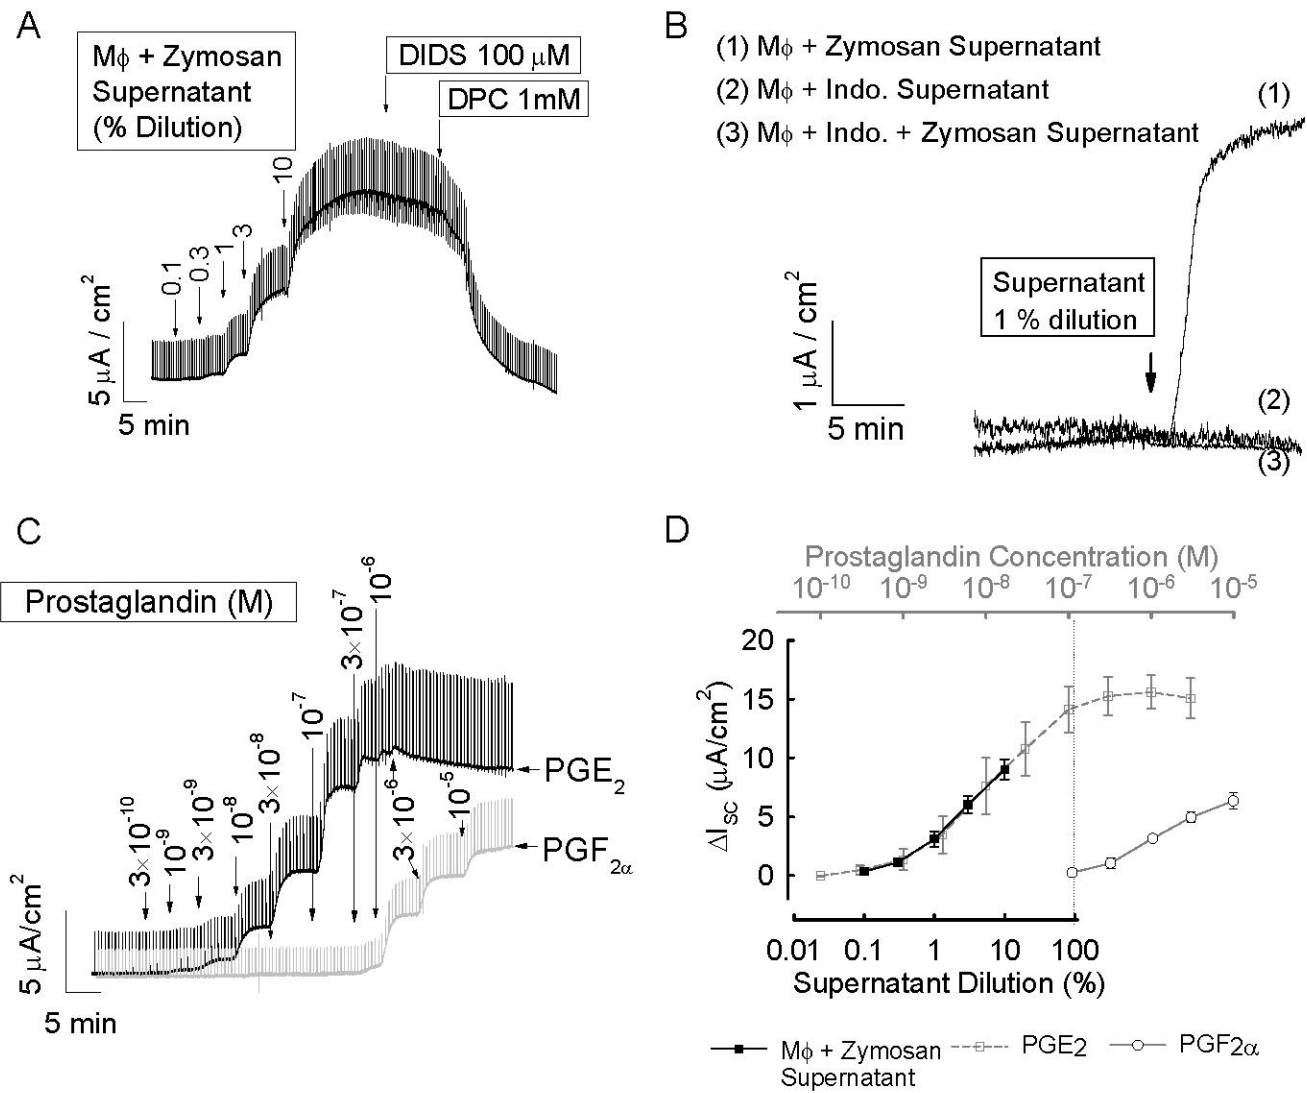 A
Mϕ + Zymosan
Supernatant
(% Dilution)
DIDS 100 μM
DPC 1mM
0.1
0.3
1
3
10
5 μA / cm²
5 min
B
(1) Mϕ + Zymosan Supernatant
(2) Mϕ + Indo. Supernatant
(3) Mϕ + Indo. + Zymosan Supernatant
(1)
Supernatant
1 % dilution
1 μA / cm²
5 min
(2)
(3)
C
Prostaglandin (M)
3×10⁻¹⁰
10⁻⁹
3×10⁻⁹
10⁻⁸
3×10⁻⁸
10⁻⁷
3×10⁻⁷
10⁻⁶
3×10⁻⁶
10⁻⁵
PGE₂
PGF₂α
5 μA/cm²
5 min
D
Prostaglandin Concentration (M)
10⁻¹⁰ 10⁻⁹ 10⁻⁸ 10⁻⁷ 10⁻⁶ 10⁻⁵
ΔI_SC (μA/cm²)
20
15
10
5
0
0.01 0.1 1 10 100
Supernatant Dilution (%)
Mϕ + Zymosan
Supernatant
PGE₂
PGF₂α